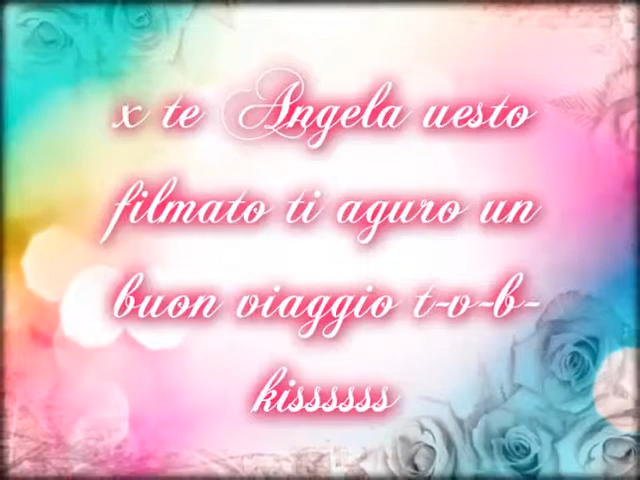 x te Angela uesto
filmato ti aguro un
buon viaggio t-v-b-
kissssss